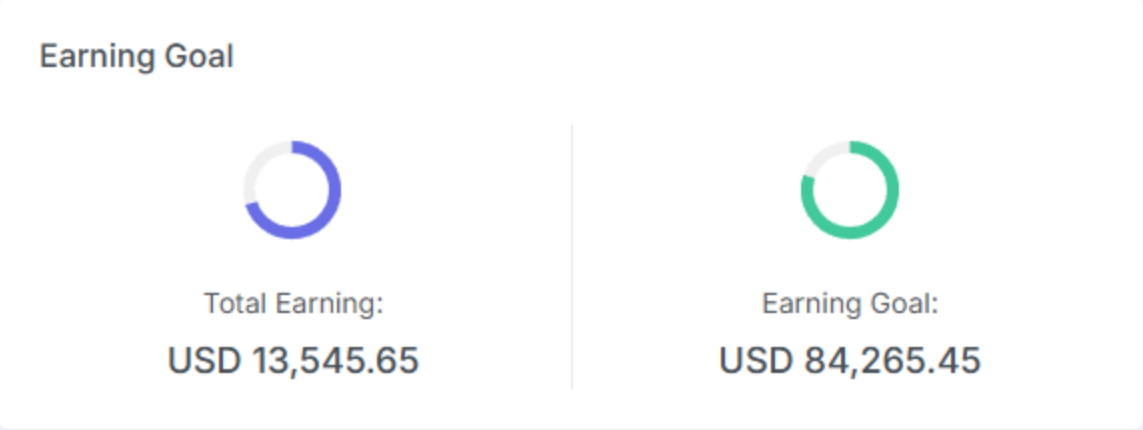 Earning Goal
Total Earning:
USD 13,545.65
Earning Goal:
USD 84,265.45